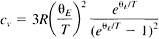 c_v = 3R(θ_E/T)² e^{θ_E/T}/(e^{θ_E/T} − 1)²